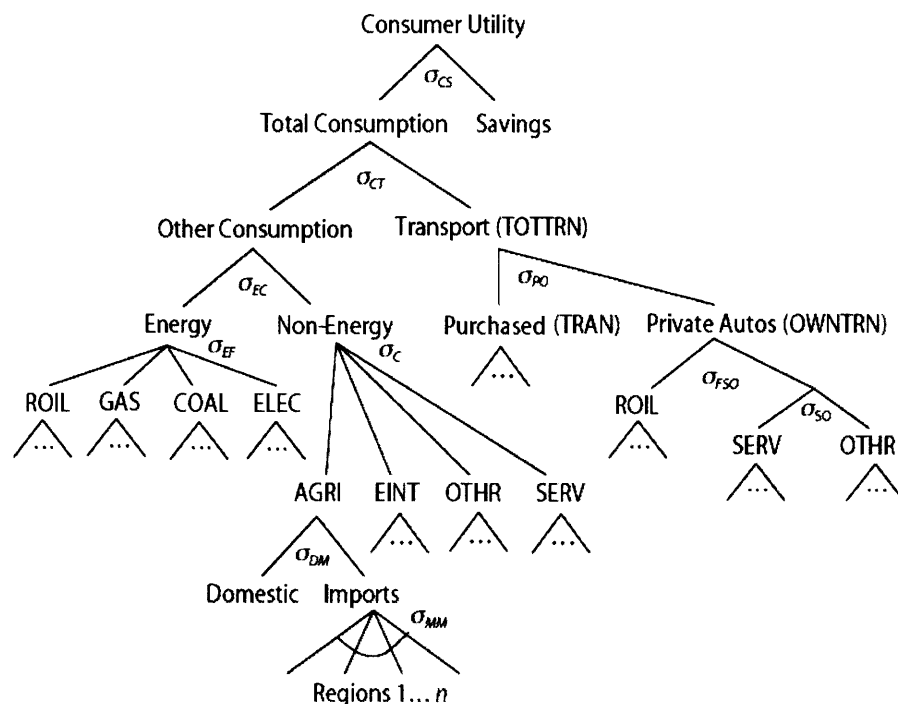 Consumer Utility
σCS
Total Consumption Savings
σCT
Other Consumption Transport (TOTTRN)
σEC σPO
Energy Non-Energy Purchased (TRAN) Private Autos (OWNTRN)
σEF σC ... σFSO
ROIL GAS COAL ELEC ROIL σSO
... ... ... ... ... SERV OTHR
... ...
AGRI EINT OTHR SERV
... ... ...
σDM
Domestic Imports
σMM
Regions 1... n